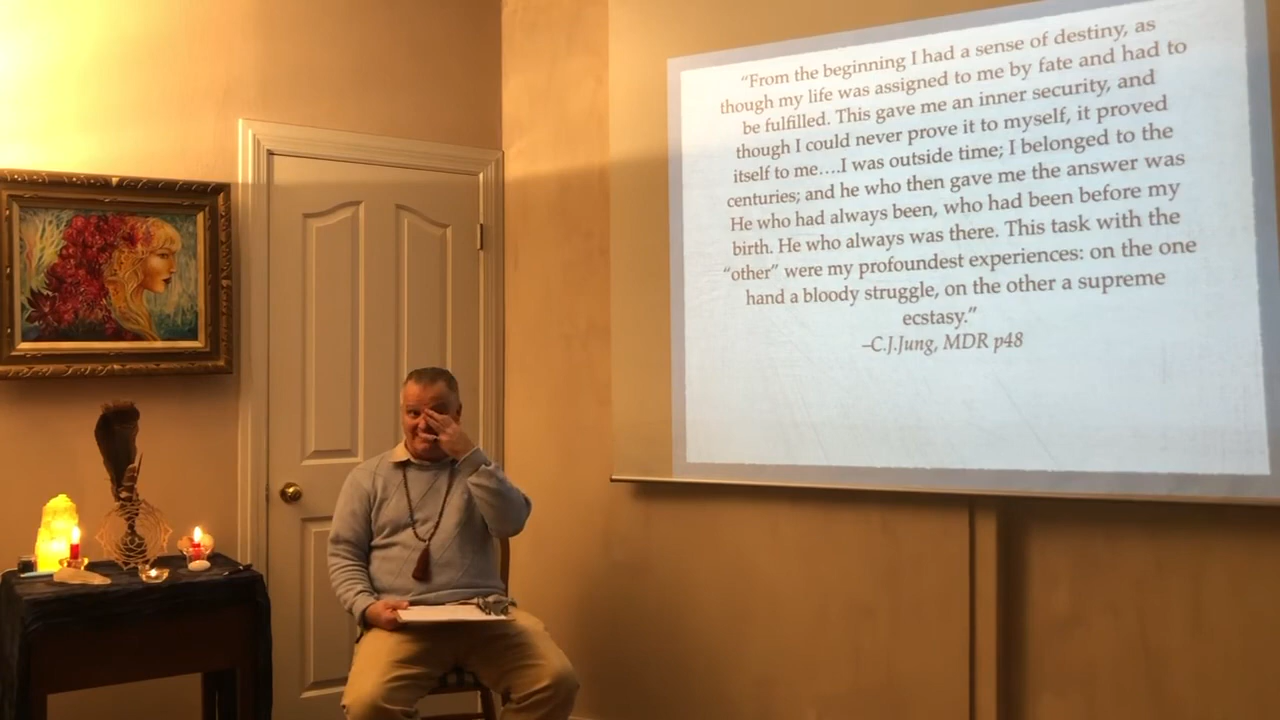 “From the beginning I had a sense of destiny, as
though my life was assigned to me by fate and had to
be fulfilled. This gave me an inner security, and
though I could never prove it to myself, it proved
itself to me….I was outside time; I belonged to the
centuries; and he who then gave me the answer was
He who had always been, who had been before my
birth. He who always was there. This task with the
“other” were my profoundest experiences: on the one
hand a bloody struggle, on the other a supreme
ecstasy.”
–C.J.Jung, MDR p48